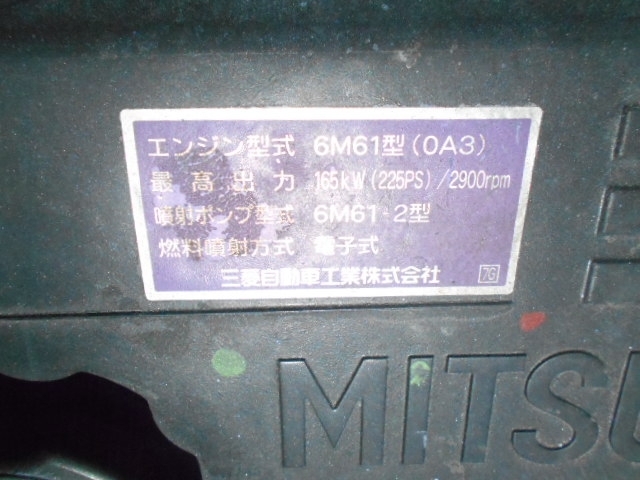 エンジン型式 6M61型(0A3)
最高出力 165kW(225PS)/2900rpm
噴射ポンプ型式 6M61-2型
燃料噴射方式 電子式
三菱自動車工業株式会社 7G
MITSU